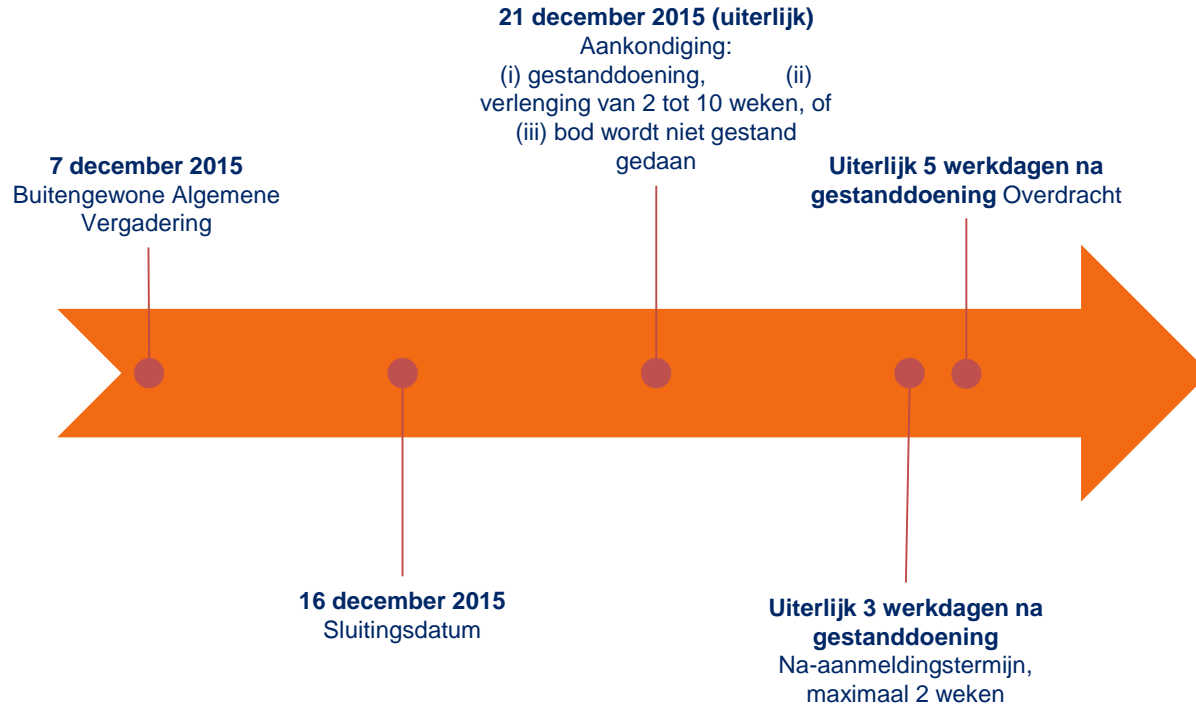 21 december 2015 (uiterlijk)
Aankondiging:
(i) gestanddoening, (ii)
verlenging van 2 tot 10 weken, of
(iii) bod wordt niet gestand
gedaan
7 december 2015
Buitengewone Algemene
Vergadering
Uiterlijk 5 werkdagen na
gestanddoening Overdracht
16 december 2015
Sluitingsdatum
Uiterlijk 3 werkdagen na
gestanddoening
Na-aanmeldingstermijn,
maximaal 2 weken